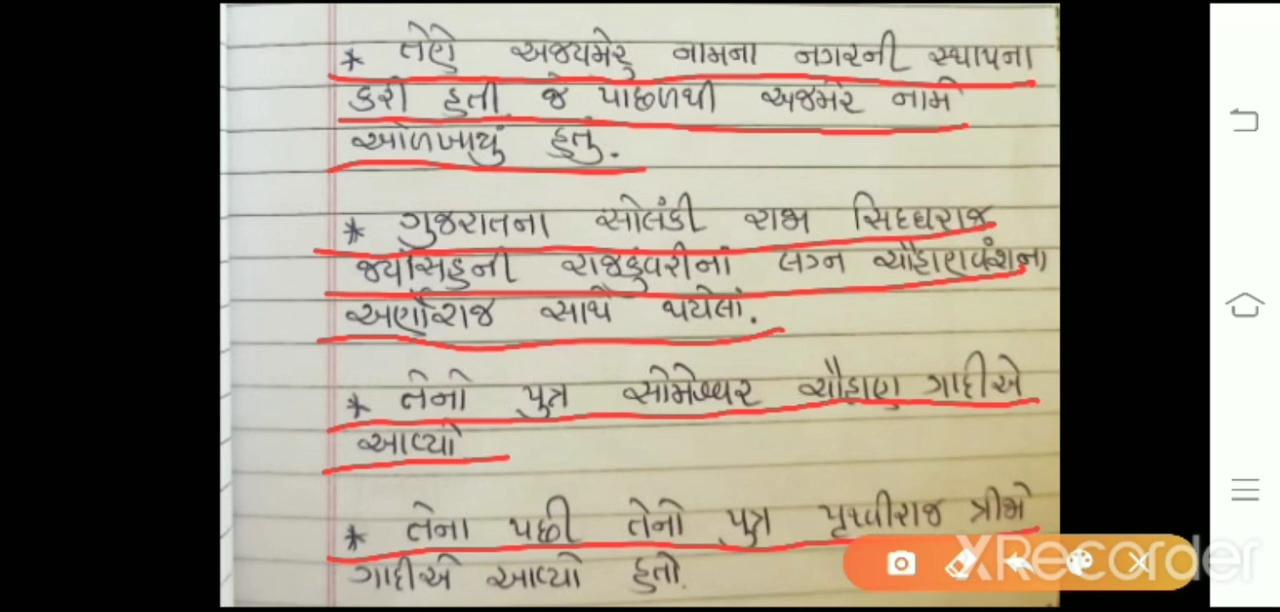 * તેણે અજયમેરુ નામના નગરની સ્થાપના
કરી હતી. જે પાછળથી અજમેર નામે
ઓળખાયું હતું.
* ગુજરાતના સોલંકી રાજા સિદ્ધરાજ
જયસિંહની રાજકુંવરીનાં લગ્ન ચૌહાણવંશના
અર્ણોરાજ સાથે થયેલાં.
* તેનો પુત્ર સોમેશ્વર ચૌહાણ ગાદીએ
આવ્યો
* તેના પછી તેનો પુત્ર પૃથ્વીરાજ ત્રીજો
ગાદીએ આવ્યો હતો.
XRecorder